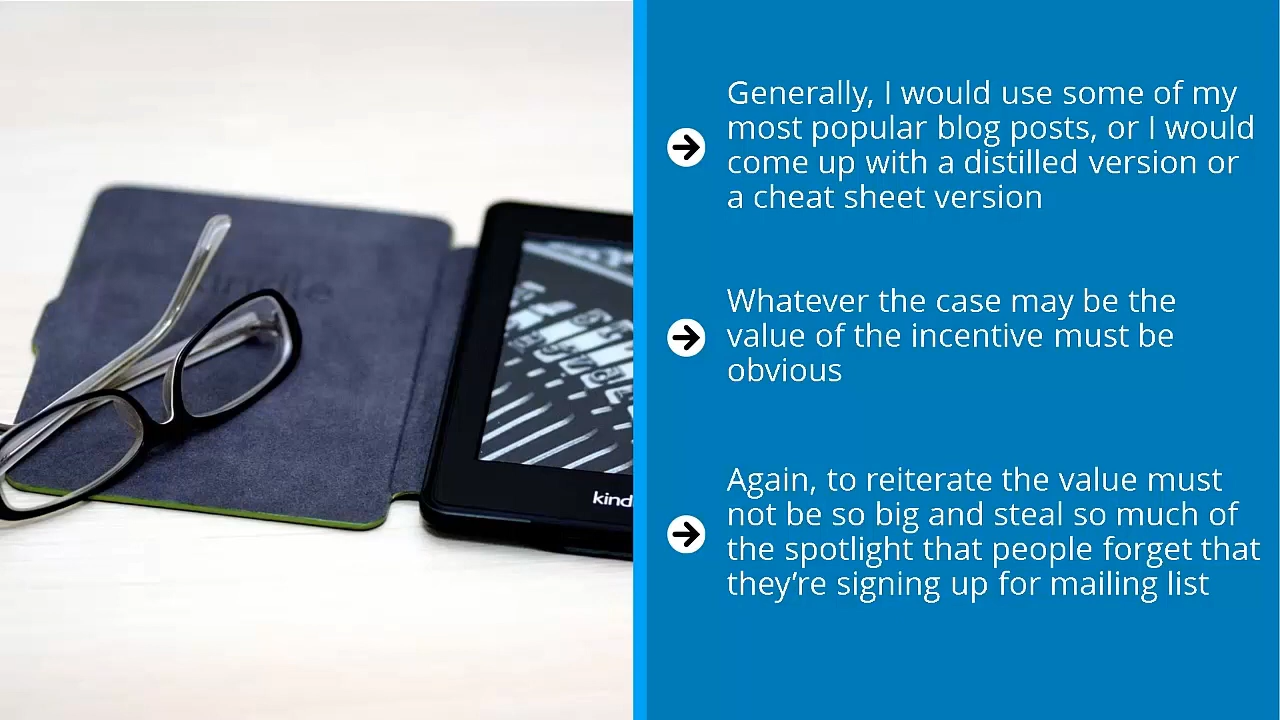 Generally, I would use some of my
most popular blog posts, or I would
come up with a distilled version or
a cheat sheet version
Whatever the case may be the
value of the incentive must be
obvious
Again, to reiterate the value must
not be so big and steal so much of
the spotlight that people forget that
they’re signing up for mailing list
kind